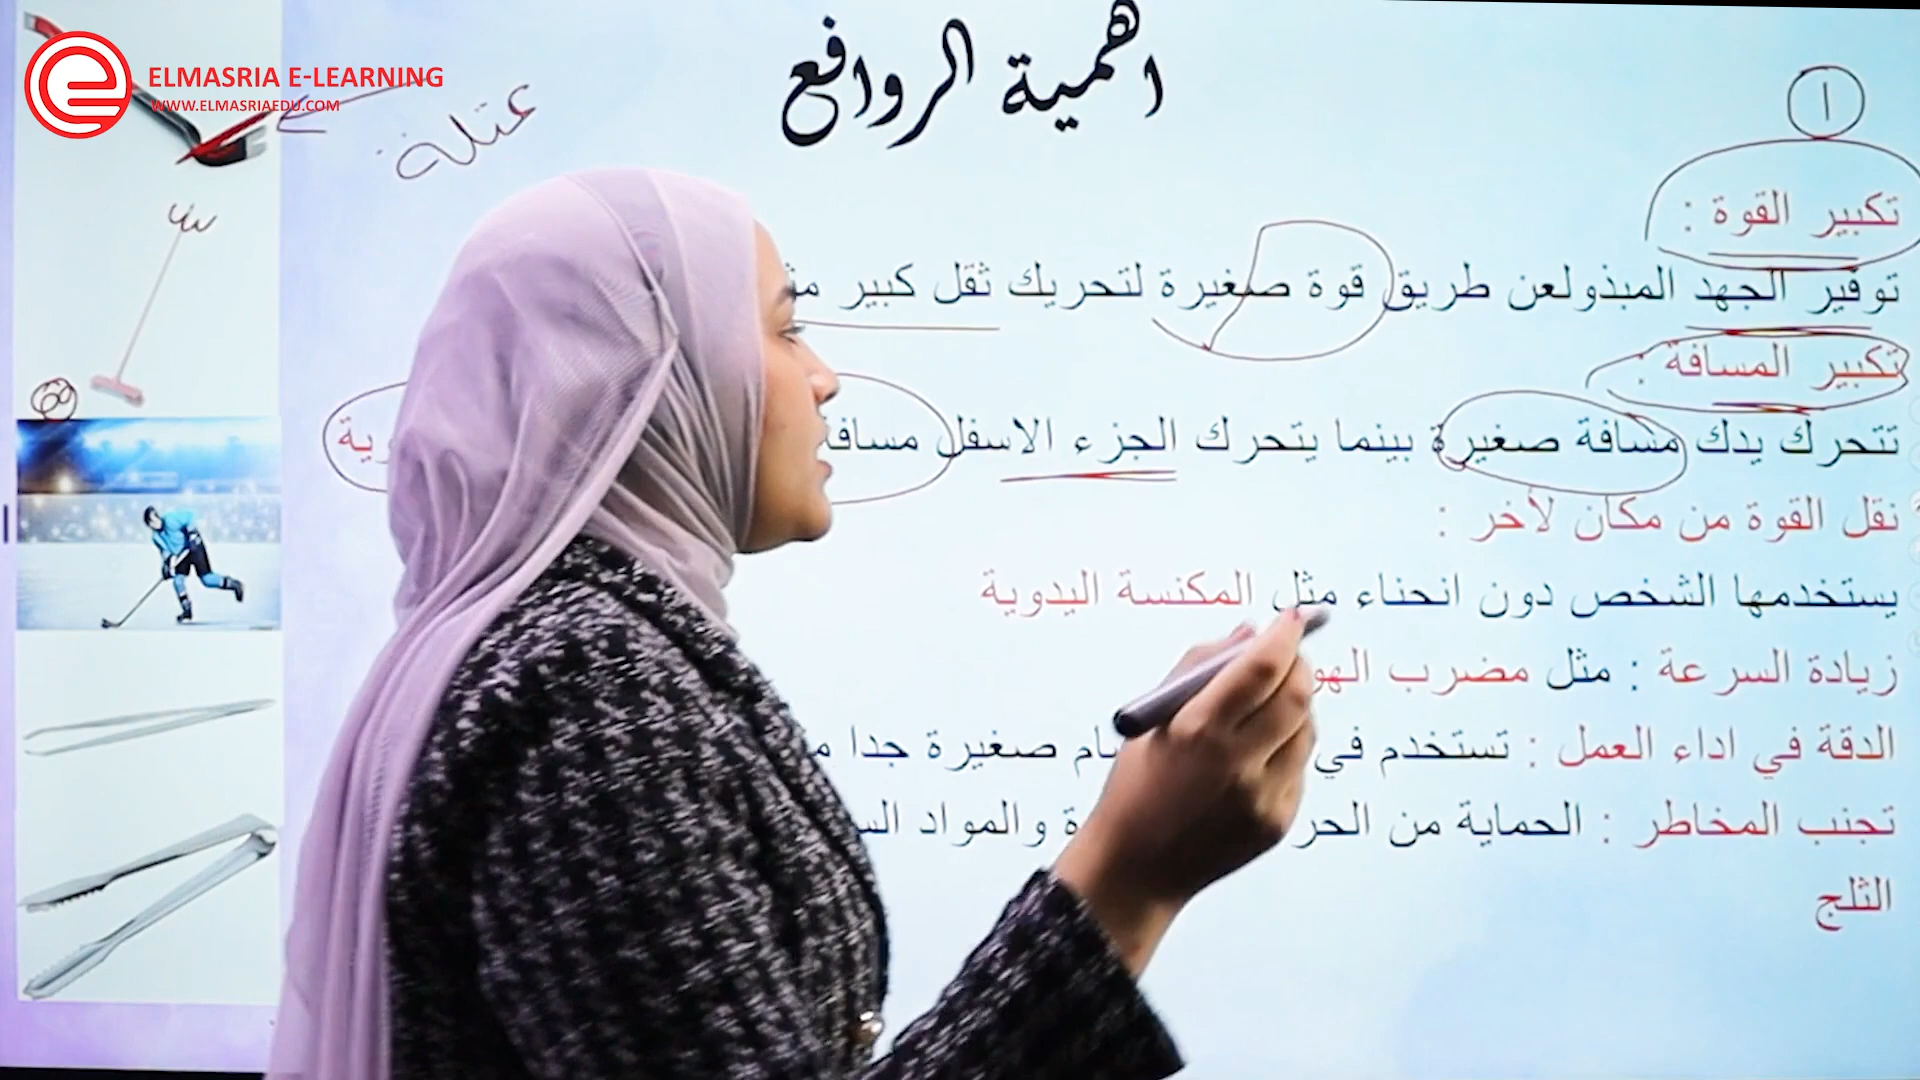 ELMASRIA E-LEARNING
WWW.ELMASRIAEDU.COM
اهمية الروافع
عتلة
١
تكبير القوة :
توفير الجهد المبذولعن طريق قوة صغيرة لتحريك ثقل كبير
تكبير المسافة :
تتحرك يدك مسافة صغيرة بينما يتحرك الجزء الاسفل مسافة
نقل القوة من مكان لأخر :
يستخدمها الشخص دون انحناء مثل المكنسة اليدوية
زيادة السرعة : مثل مضرب
الدقة في اداء العمل : تستخدم في صغيرة جدا
تجنب المخاطر : الحماية من والمواد
الثلج